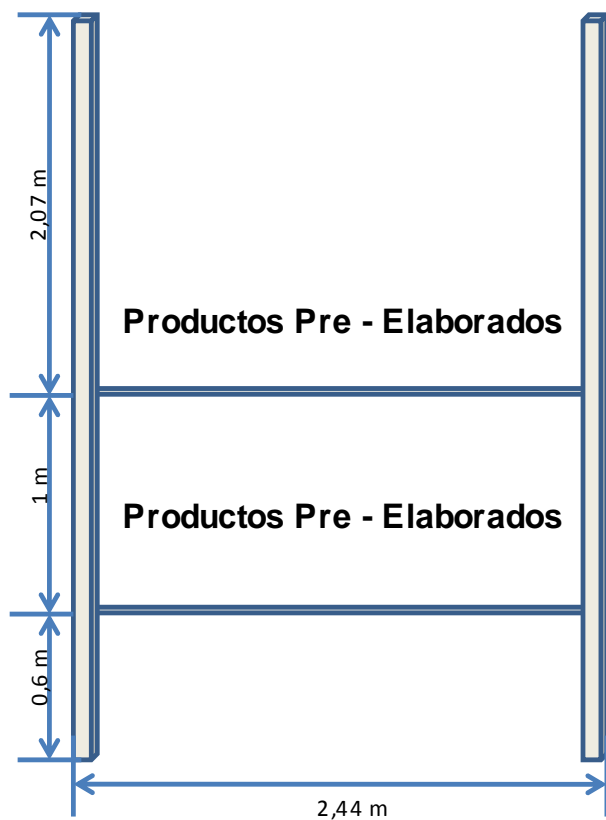 2,07 m
Productos Pre - Elaborados
1 m
Productos Pre - Elaborados
0,6 m
2,44 m